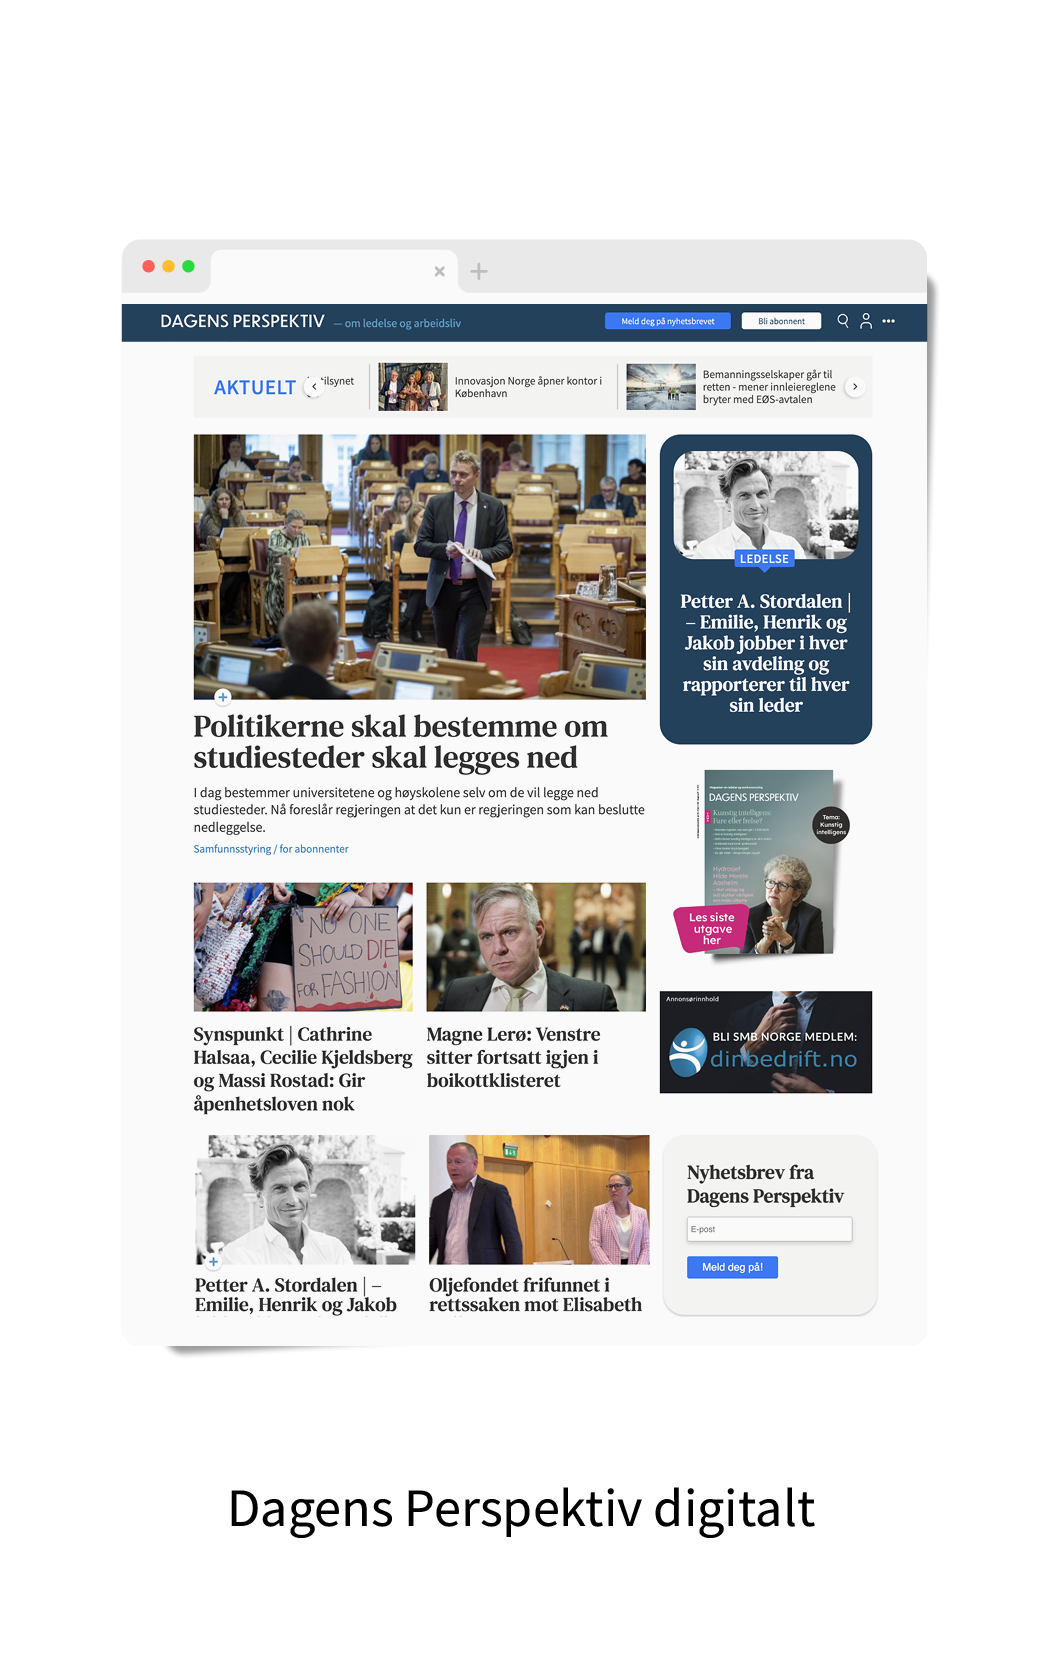 DAGENS PERSPEKTIV — om ledelse og arbeidsliv
Meld deg på nyhetsbrevet
Bli abonnent
AKTUELT
tilsynet
Innovasjon Norge åpner kontor i
København
Bemanningsselskaper går til
retten - mener innleiereglene
bryter med EØS-avtalen
Politikerne skal bestemme om
studiesteder skal legges ned
I dag bestemmer universitetene og høyskolene selv om de vil legge ned
studiesteder. Nå foreslår regjeringen at det kun er regjeringen som kan beslutte
nedleggelse.
Samfunnsstyring / for abonnenter
LEDELSE
Petter A. Stordalen |
– Emilie, Henrik og
Jakob jobber i hver
sin avdeling og
rapporterer til hver
sin leder
DAGENS PERSPEKTIV
Kunstig intelligens:
Fare eller frelse?
Tema:
Kunstig
intelligens
Hydrosjef
Hilde Merete
Aasheim
Les siste
utgave
her
NO ONE
SHOULD DIE
FOR FASHION
Synspunkt | Cathrine
Halsaa, Cecilie Kjeldsberg
og Massi Rostad: Gir
åpenhetsloven nok
Magne Lerø: Venstre
sitter fortsatt igjen i
boikottklisteret
Annonsørinnhold
BLI SMB NORGE MEDLEM:
dinbedrift.no
Petter A. Stordalen | –
Emilie, Henrik og Jakob
Oljefondet frifunnet i
rettssaken mot Elisabeth
Nyhetsbrev fra
Dagens Perspektiv
E-post
Meld deg på!
Dagens Perspektiv digitalt